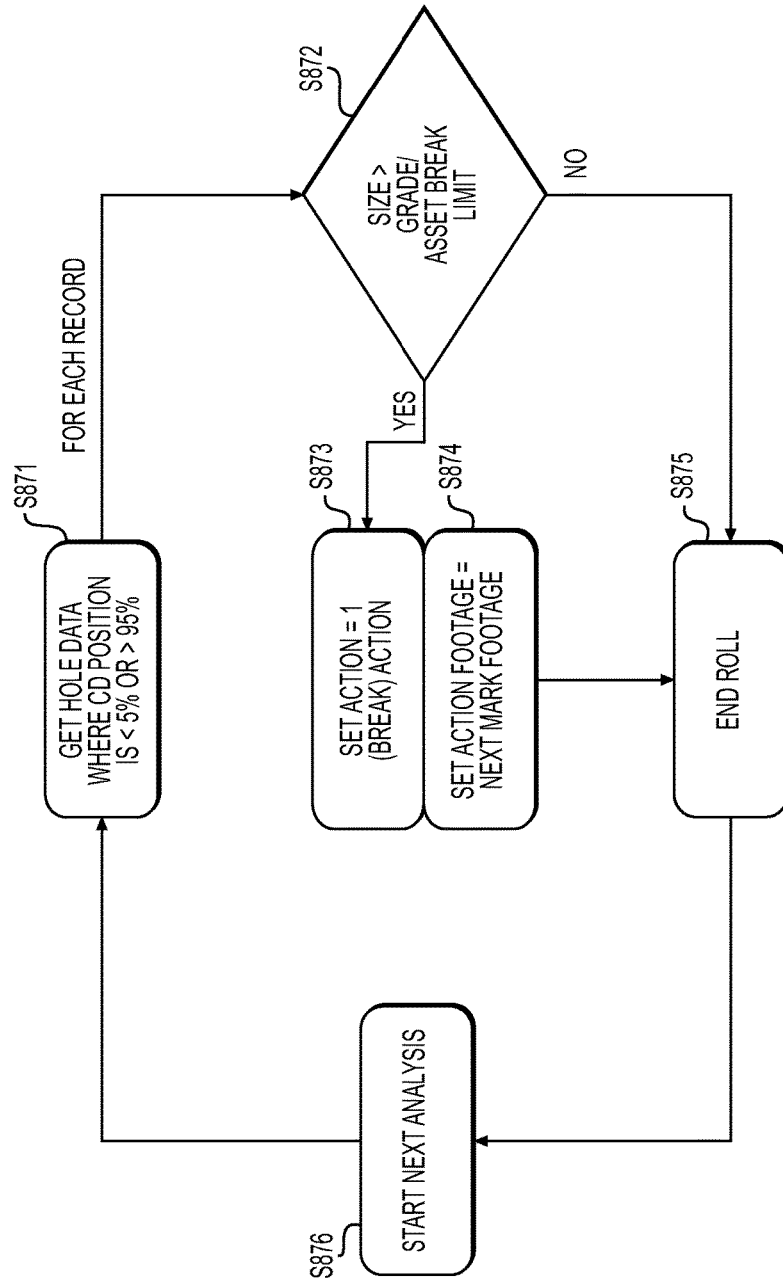 S871
GET HOLE DATA
WHERE CD POSITION
IS < 5% OR > 95%
FOR EACH RECORD
S872
SIZE >
GRADE/
ASSET BREAK
LIMIT
YES
NO
S873
SET ACTION = 1
(BREAK) ACTION
S874
SET ACTION FOOTAGE =
NEXT MARK FOOTAGE
S875
END ROLL
S876
START NEXT ANALYSIS